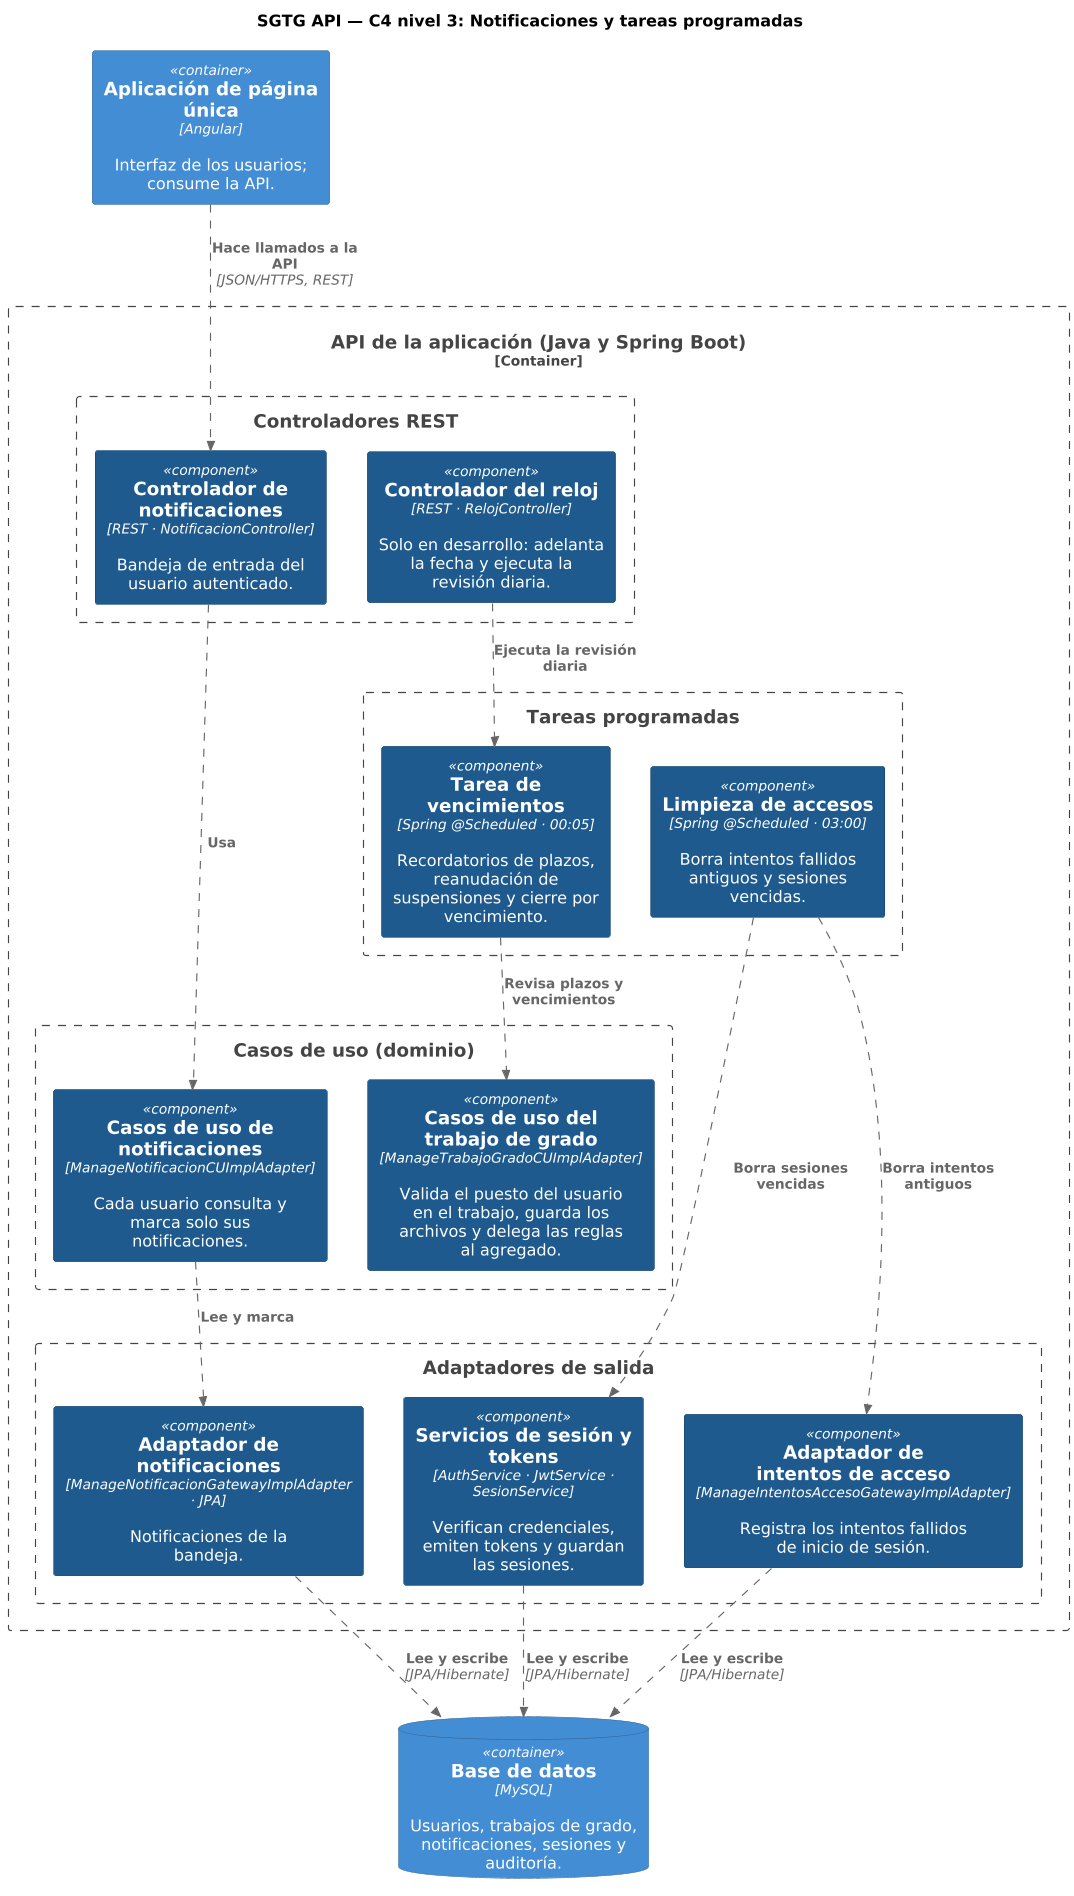 SGTG API — C4 nivel 3: Notificaciones y tareas programadas
«container»
Aplicación de página
única
[Angular]
Interfaz de los usuarios;
consume la API.
Hace llamados a la
API
[JSON/HTTPS, REST]
API de la aplicación (Java y Spring Boot)
[Container]
Controladores REST
«component»
Controlador de
notificaciones
[REST · NotificacionController]
Bandeja de entrada del
usuario autenticado.
«component»
Controlador del reloj
[REST · RelojController]
Solo en desarrollo: adelanta
la fecha y ejecuta la
revisión diaria.
Ejecuta la revisión
diaria
Tareas programadas
«component»
Tarea de
vencimientos
[Spring @Scheduled · 00:05]
Recordatorios de plazos,
reanudación de
suspensiones y cierre por
vencimiento.
«component»
Limpieza de accesos
[Spring @Scheduled · 03:00]
Borra intentos fallidos
antiguos y sesiones
vencidas.
Usa
Revisa plazos y
vencimientos
Casos de uso (dominio)
«component»
Casos de uso de
notificaciones
[ManageNotificacionCUImplAdapter]
Cada usuario consulta y
marca solo sus
notificaciones.
«component»
Casos de uso del
trabajo de grado
[ManageTrabajoGradoCUImplAdapter]
Valida el puesto del usuario
en el trabajo, guarda los
archivos y delega las reglas
al agregado.
Borra sesiones
vencidas
Borra intentos
antiguos
Lee y marca
Adaptadores de salida
«component»
Adaptador de
notificaciones
[ManageNotificacionGatewayImplAdapter
· JPA]
Notificaciones de la
bandeja.
«component»
Servicios de sesión y
tokens
[AuthService · JwtService ·
SesionService]
Verifican credenciales,
emiten tokens y guardan
las sesiones.
«component»
Adaptador de
intentos de acceso
[ManageIntentosAccesoGatewayImplAdapter]
Registra los intentos fallidos
de inicio de sesión.
Lee y escribe
[JPA/Hibernate]
Lee y escribe
[JPA/Hibernate]
Lee y escribe
[JPA/Hibernate]
«container»
Base de datos
[MySQL]
Usuarios, trabajos de grado,
notificaciones, sesiones y
auditoría.